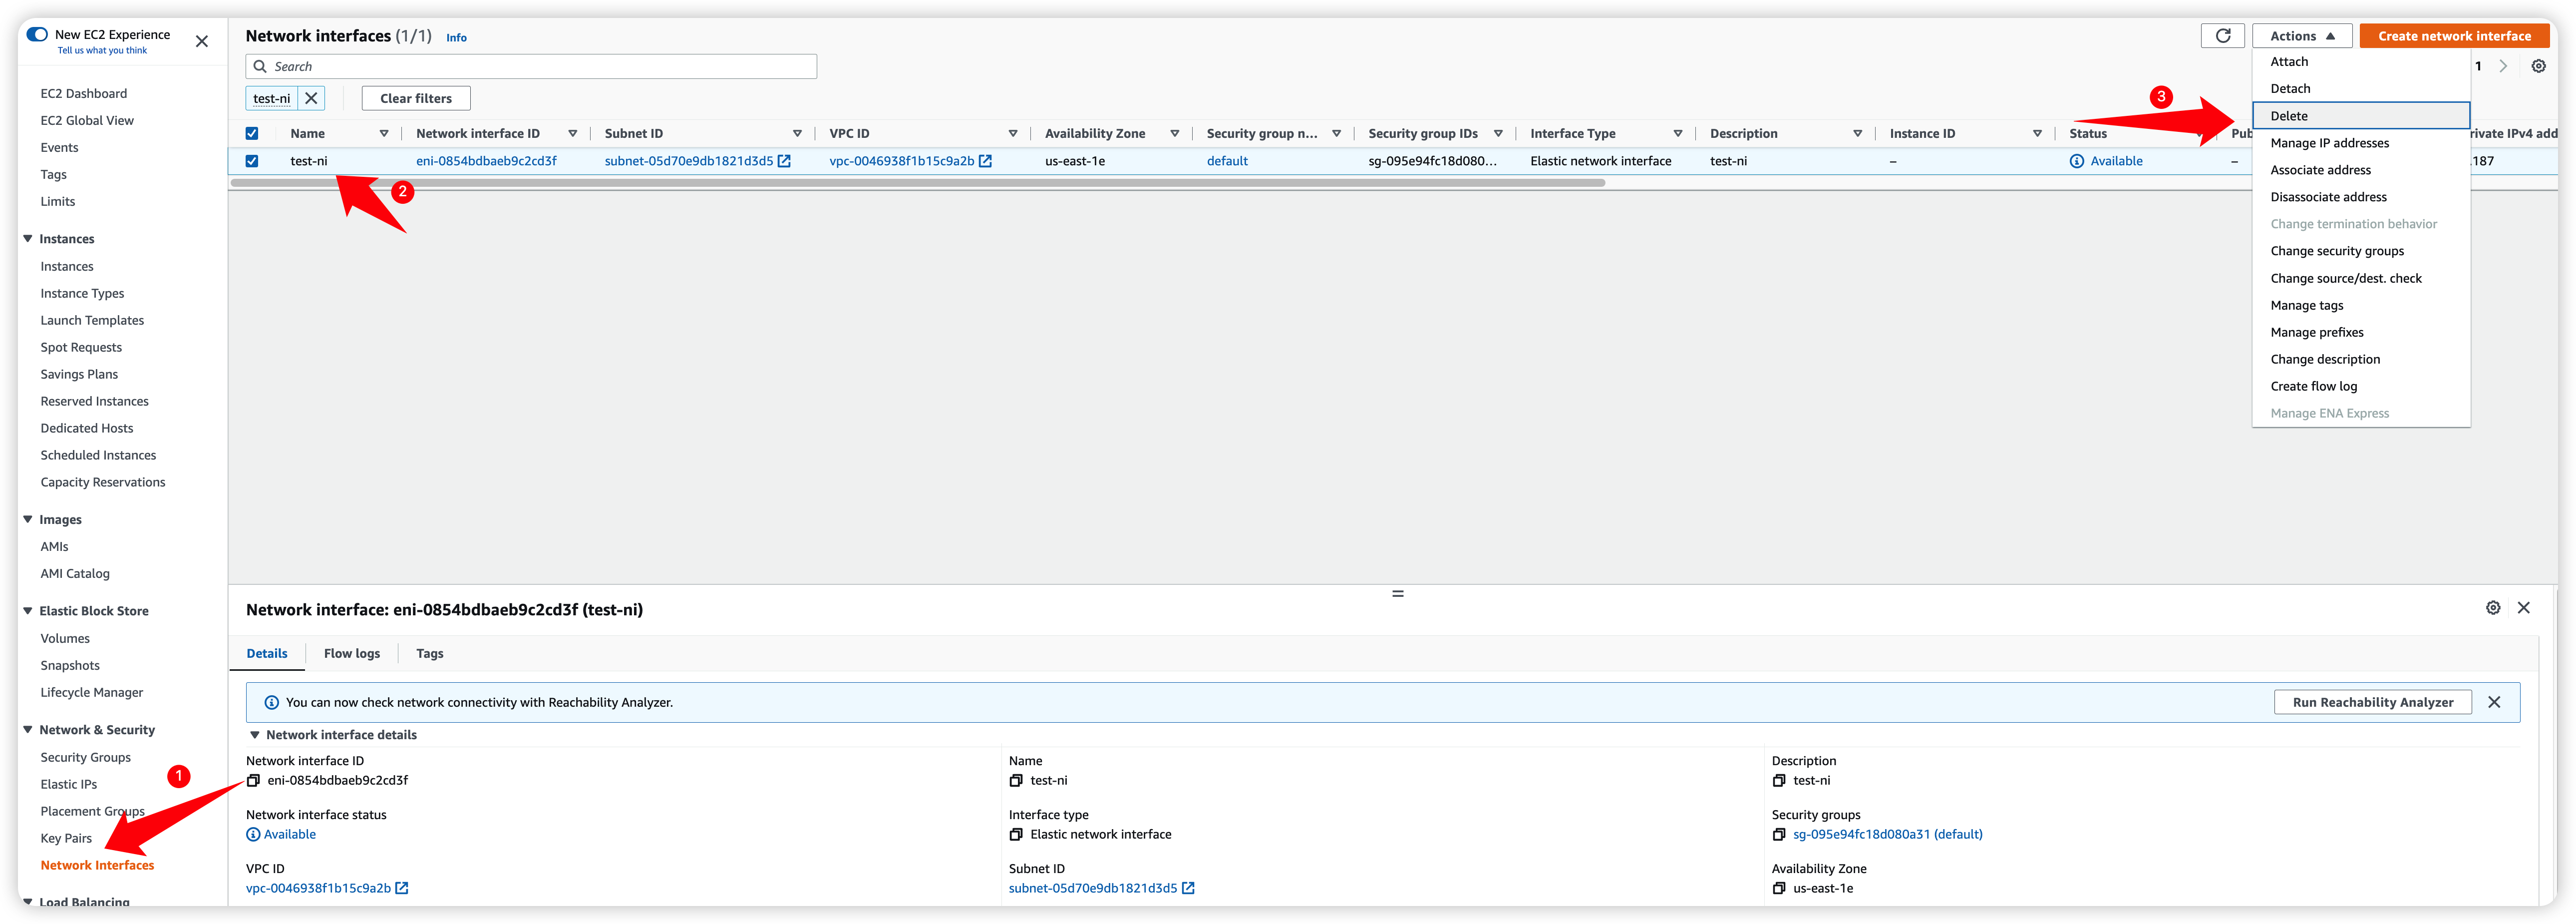 New EC2 Experience
Tell us what you think
EC2 Dashboard
EC2 Global View
Events
Tags
Limits
Instances
Instances
Instance Types
Launch Templates
Spot Requests
Savings Plans
Reserved Instances
Dedicated Hosts
Scheduled Instances
Capacity Reservations
Images
AMIs
AMI Catalog
Elastic Block Store
Volumes
Snapshots
Lifecycle Manager
Network & Security
Security Groups
Elastic IPs
1
Placement Groups
Key Pairs
Network Interfaces
Load Balancing
Network interfaces (1/1) Info
Actions Create network interface
Search
1
test-ni Clear filters
Name Network interface ID Subnet ID VPC ID Availability Zone Security group n... Security group IDs Interface Type Description Instance ID Status
test-ni eni-0854bdbaeb9c2cd3f subnet-05d70e9db1821d3d5 vpc-0046938f1b15c9a2b us-east-1e default sg-095e94fc18d080... Elastic network interface test-ni – Available – .187
2
3
Attach
Detach
Delete
Manage IP addresses
Associate address
Disassociate address
Change termination behavior
Change security groups
Change source/dest. check
Manage tags
Manage prefixes
Change description
Create flow log
Manage ENA Express
Network interface: eni-0854bdbaeb9c2cd3f (test-ni)
Details Flow logs Tags
You can now check network connectivity with Reachability Analyzer. Run Reachability Analyzer
Network interface details
Network interface ID Name Description
eni-0854bdbaeb9c2cd3f test-ni test-ni
Network interface status Interface type Security groups
Available Elastic network interface sg-095e94fc18d080a31 (default)
VPC ID Subnet ID Availability Zone
vpc-0046938f1b15c9a2b subnet-05d70e9db1821d3d5 us-east-1e